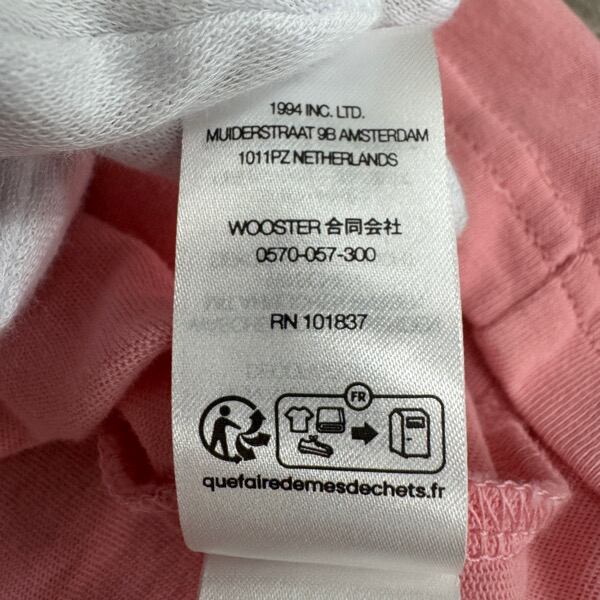 1994 INC. LTD.
MUIDERSTRAAT 9B AMSTERDAM
1011PZ NETHERLANDS
WOOSTER 合同会社
0570-057-300
RN 101837
FR
quefairedemesdechets.fr